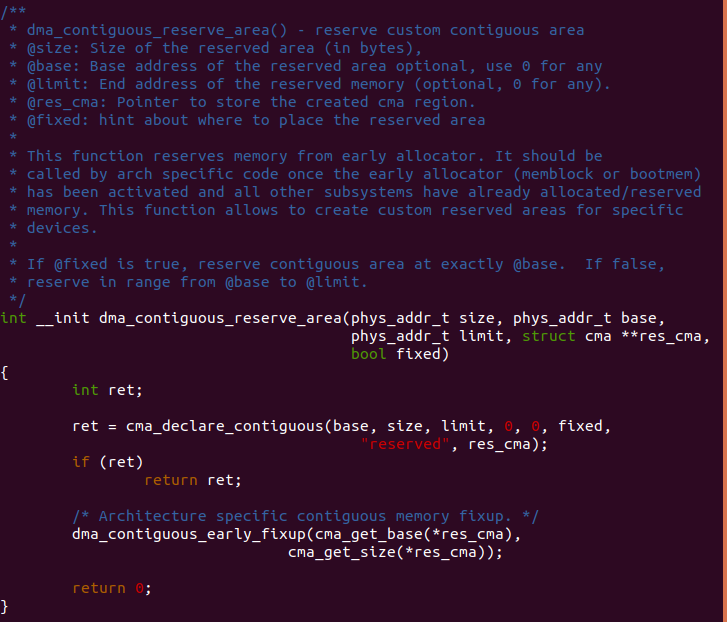 /**
 * dma_contiguous_reserve_area() - reserve custom contiguous area
 * @size: Size of the reserved area (in bytes),
 * @base: Base address of the reserved area optional, use 0 for any
 * @limit: End address of the reserved memory (optional, 0 for any).
 * @res_cma: Pointer to store the created cma region.
 * @fixed: hint about where to place the reserved area
 *
 * This function reserves memory from early allocator. It should be
 * called by arch specific code once the early allocator (memblock or bootmem)
 * has been activated and all other subsystems have already allocated/reserved
 * memory. This function allows to create custom reserved areas for specific
 * devices.
 *
 * If @fixed is true, reserve contiguous area at exactly @base.  If false,
 * reserve in range from @base to @limit.
 */
int __init dma_contiguous_reserve_area(phys_addr_t size, phys_addr_t base,
                                       phys_addr_t limit, struct cma **res_cma,
                                       bool fixed)
{
        int ret;

        ret = cma_declare_contiguous(base, size, limit, 0, 0, fixed,
                                        "reserved", res_cma);
        if (ret)
                return ret;

        /* Architecture specific contiguous memory fixup. */
        dma_contiguous_early_fixup(cma_get_base(*res_cma),
                                cma_get_size(*res_cma));

        return 0;
}